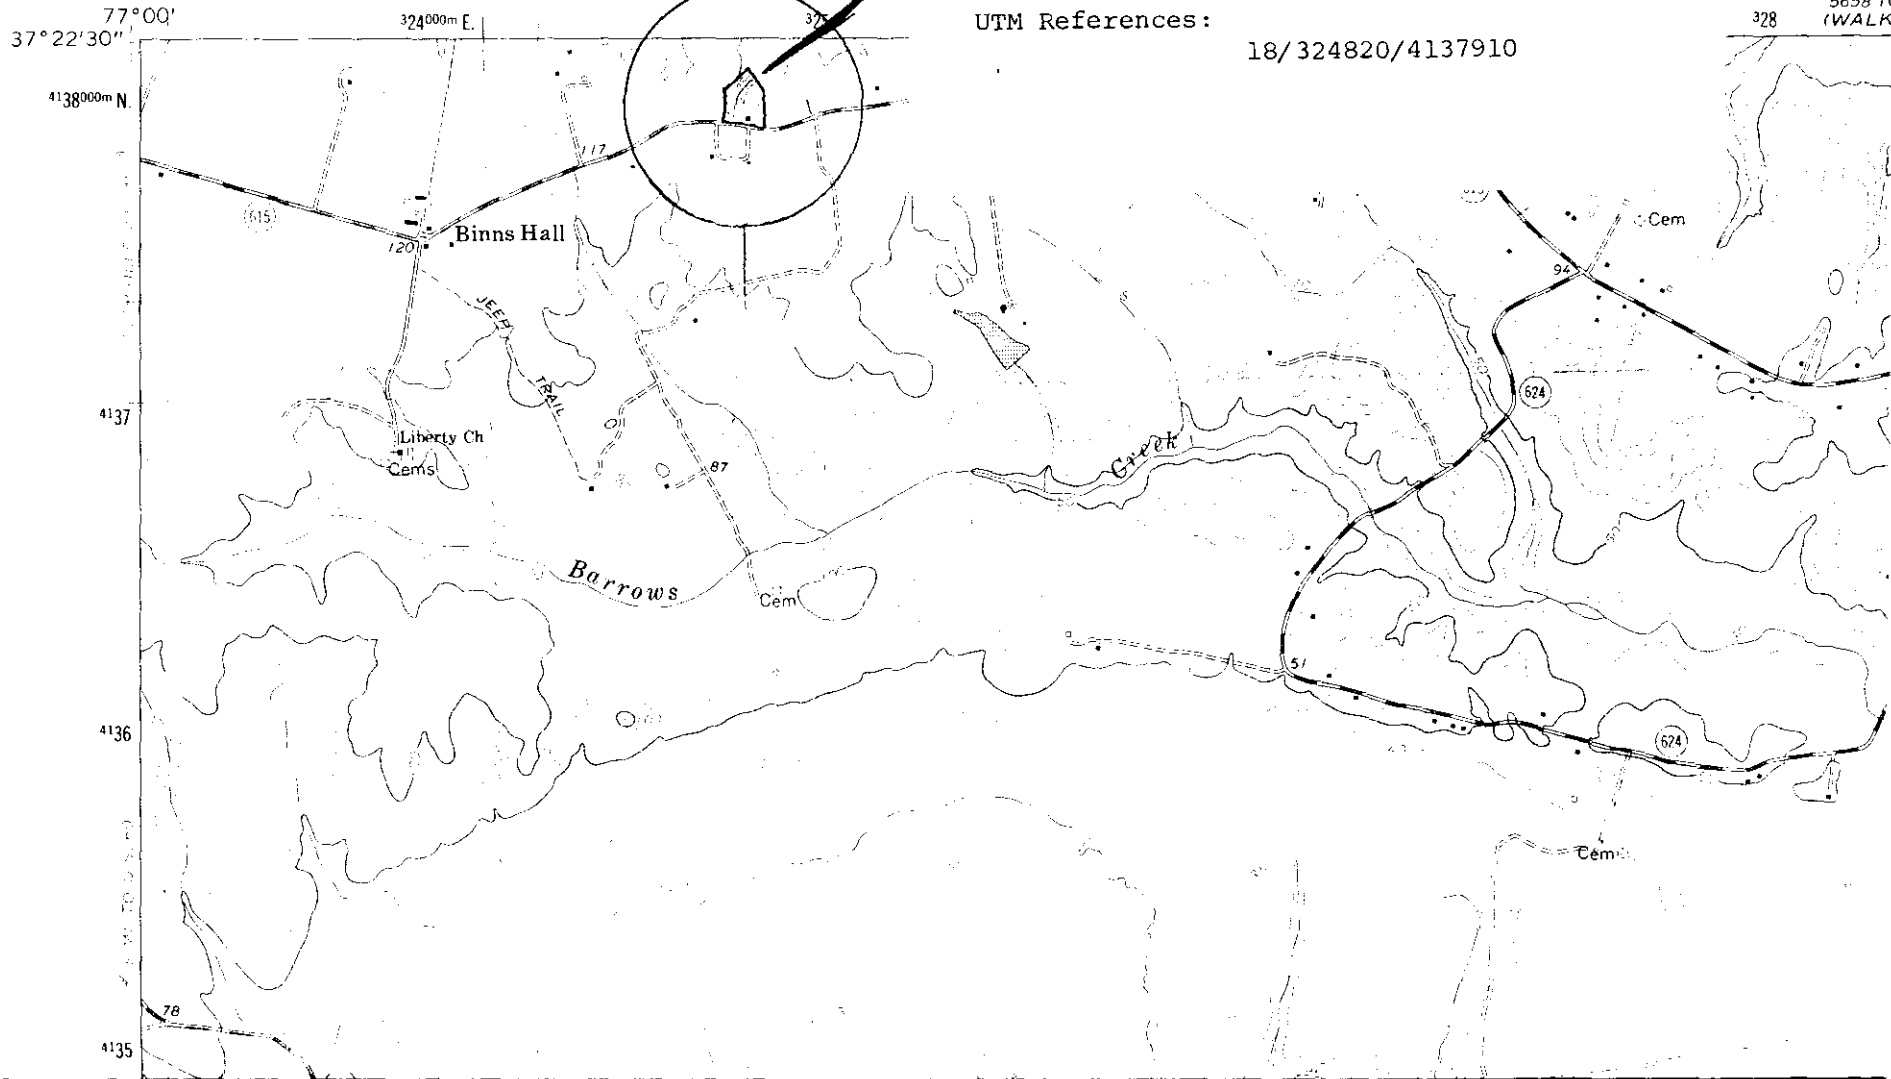 77°00'
324000m E.
UTM References:
328
(WALK
37°22'30"
18/324820/4137910
4138000m N.
117
615
Cem
120
Binns Hall
94
JEEP
TRAIL
624
4137
Liberty Ch
Cems
87
Creek
Barrows
Cem
51
4136
624
Cem
78
4135